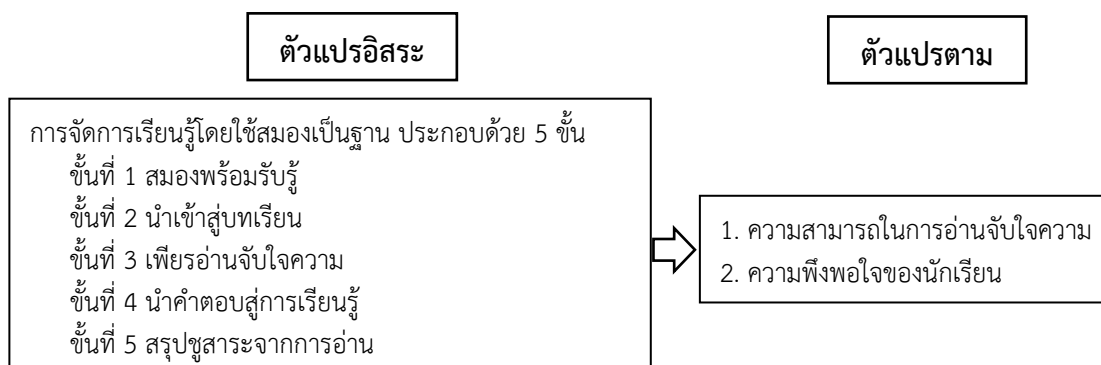 ตัวแปรอิสระ
ตัวแปรตาม
การจัดการเรียนรู้โดยใช้สมองเป็นฐาน ประกอบด้วย 5 ขั้น
ขั้นที่ 1 สมองพร้อมรับรู้
ขั้นที่ 2 นำเข้าสู่บทเรียน
ขั้นที่ 3 เพียรอ่านจับใจความ
ขั้นที่ 4 นำคำตอบสู่การเรียนรู้
ขั้นที่ 5 สรุปชูสาระจากการอ่าน
1. ความสามารถในการอ่านจับใจความ
2. ความพึงพอใจของนักเรียน